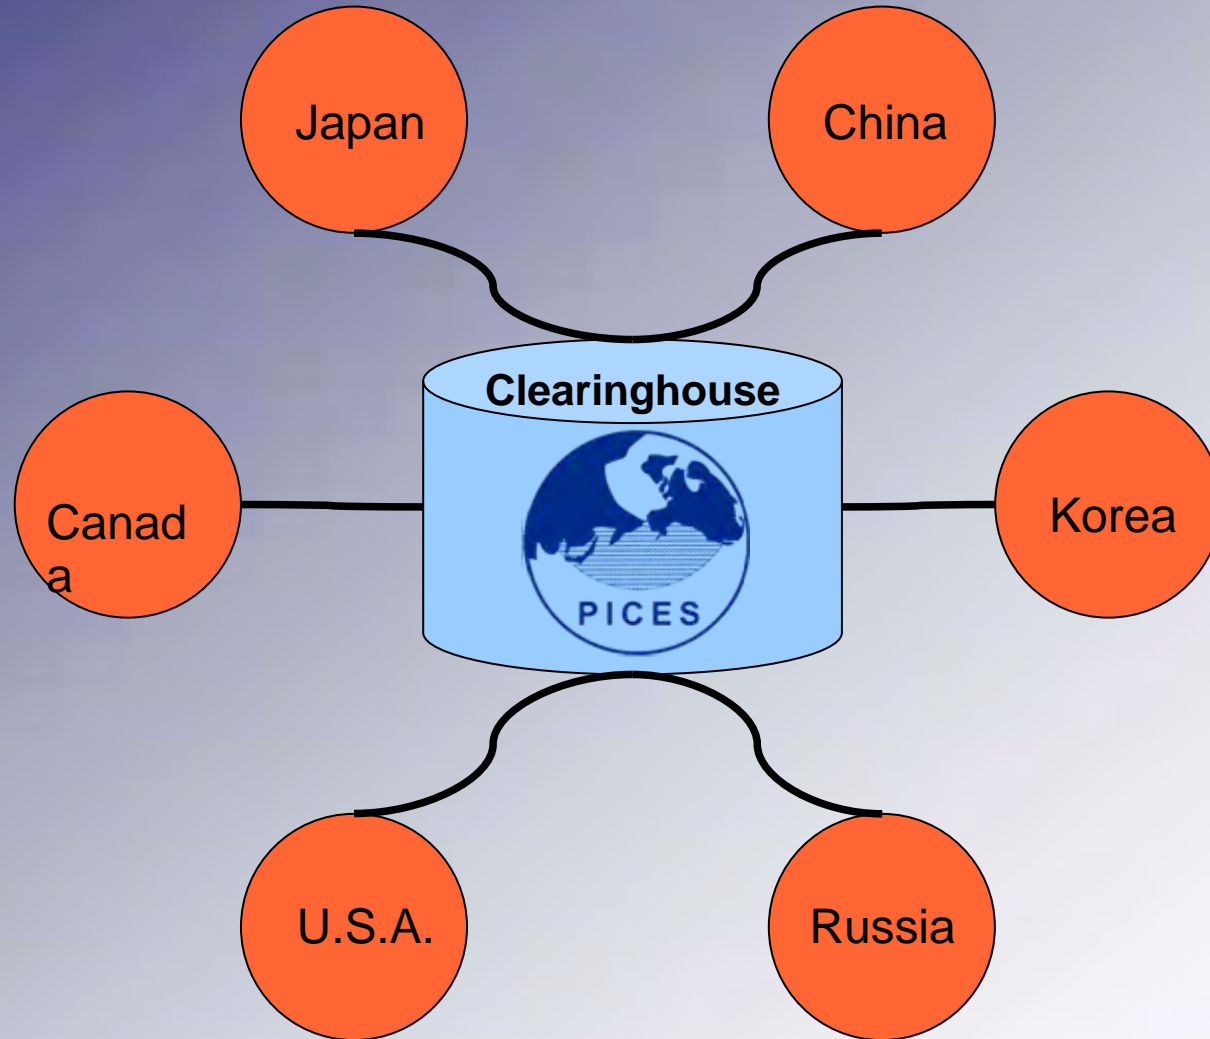 Japan
China
Clearinghouse
Canad
a
Korea
PICES
U.S.A.
Russia